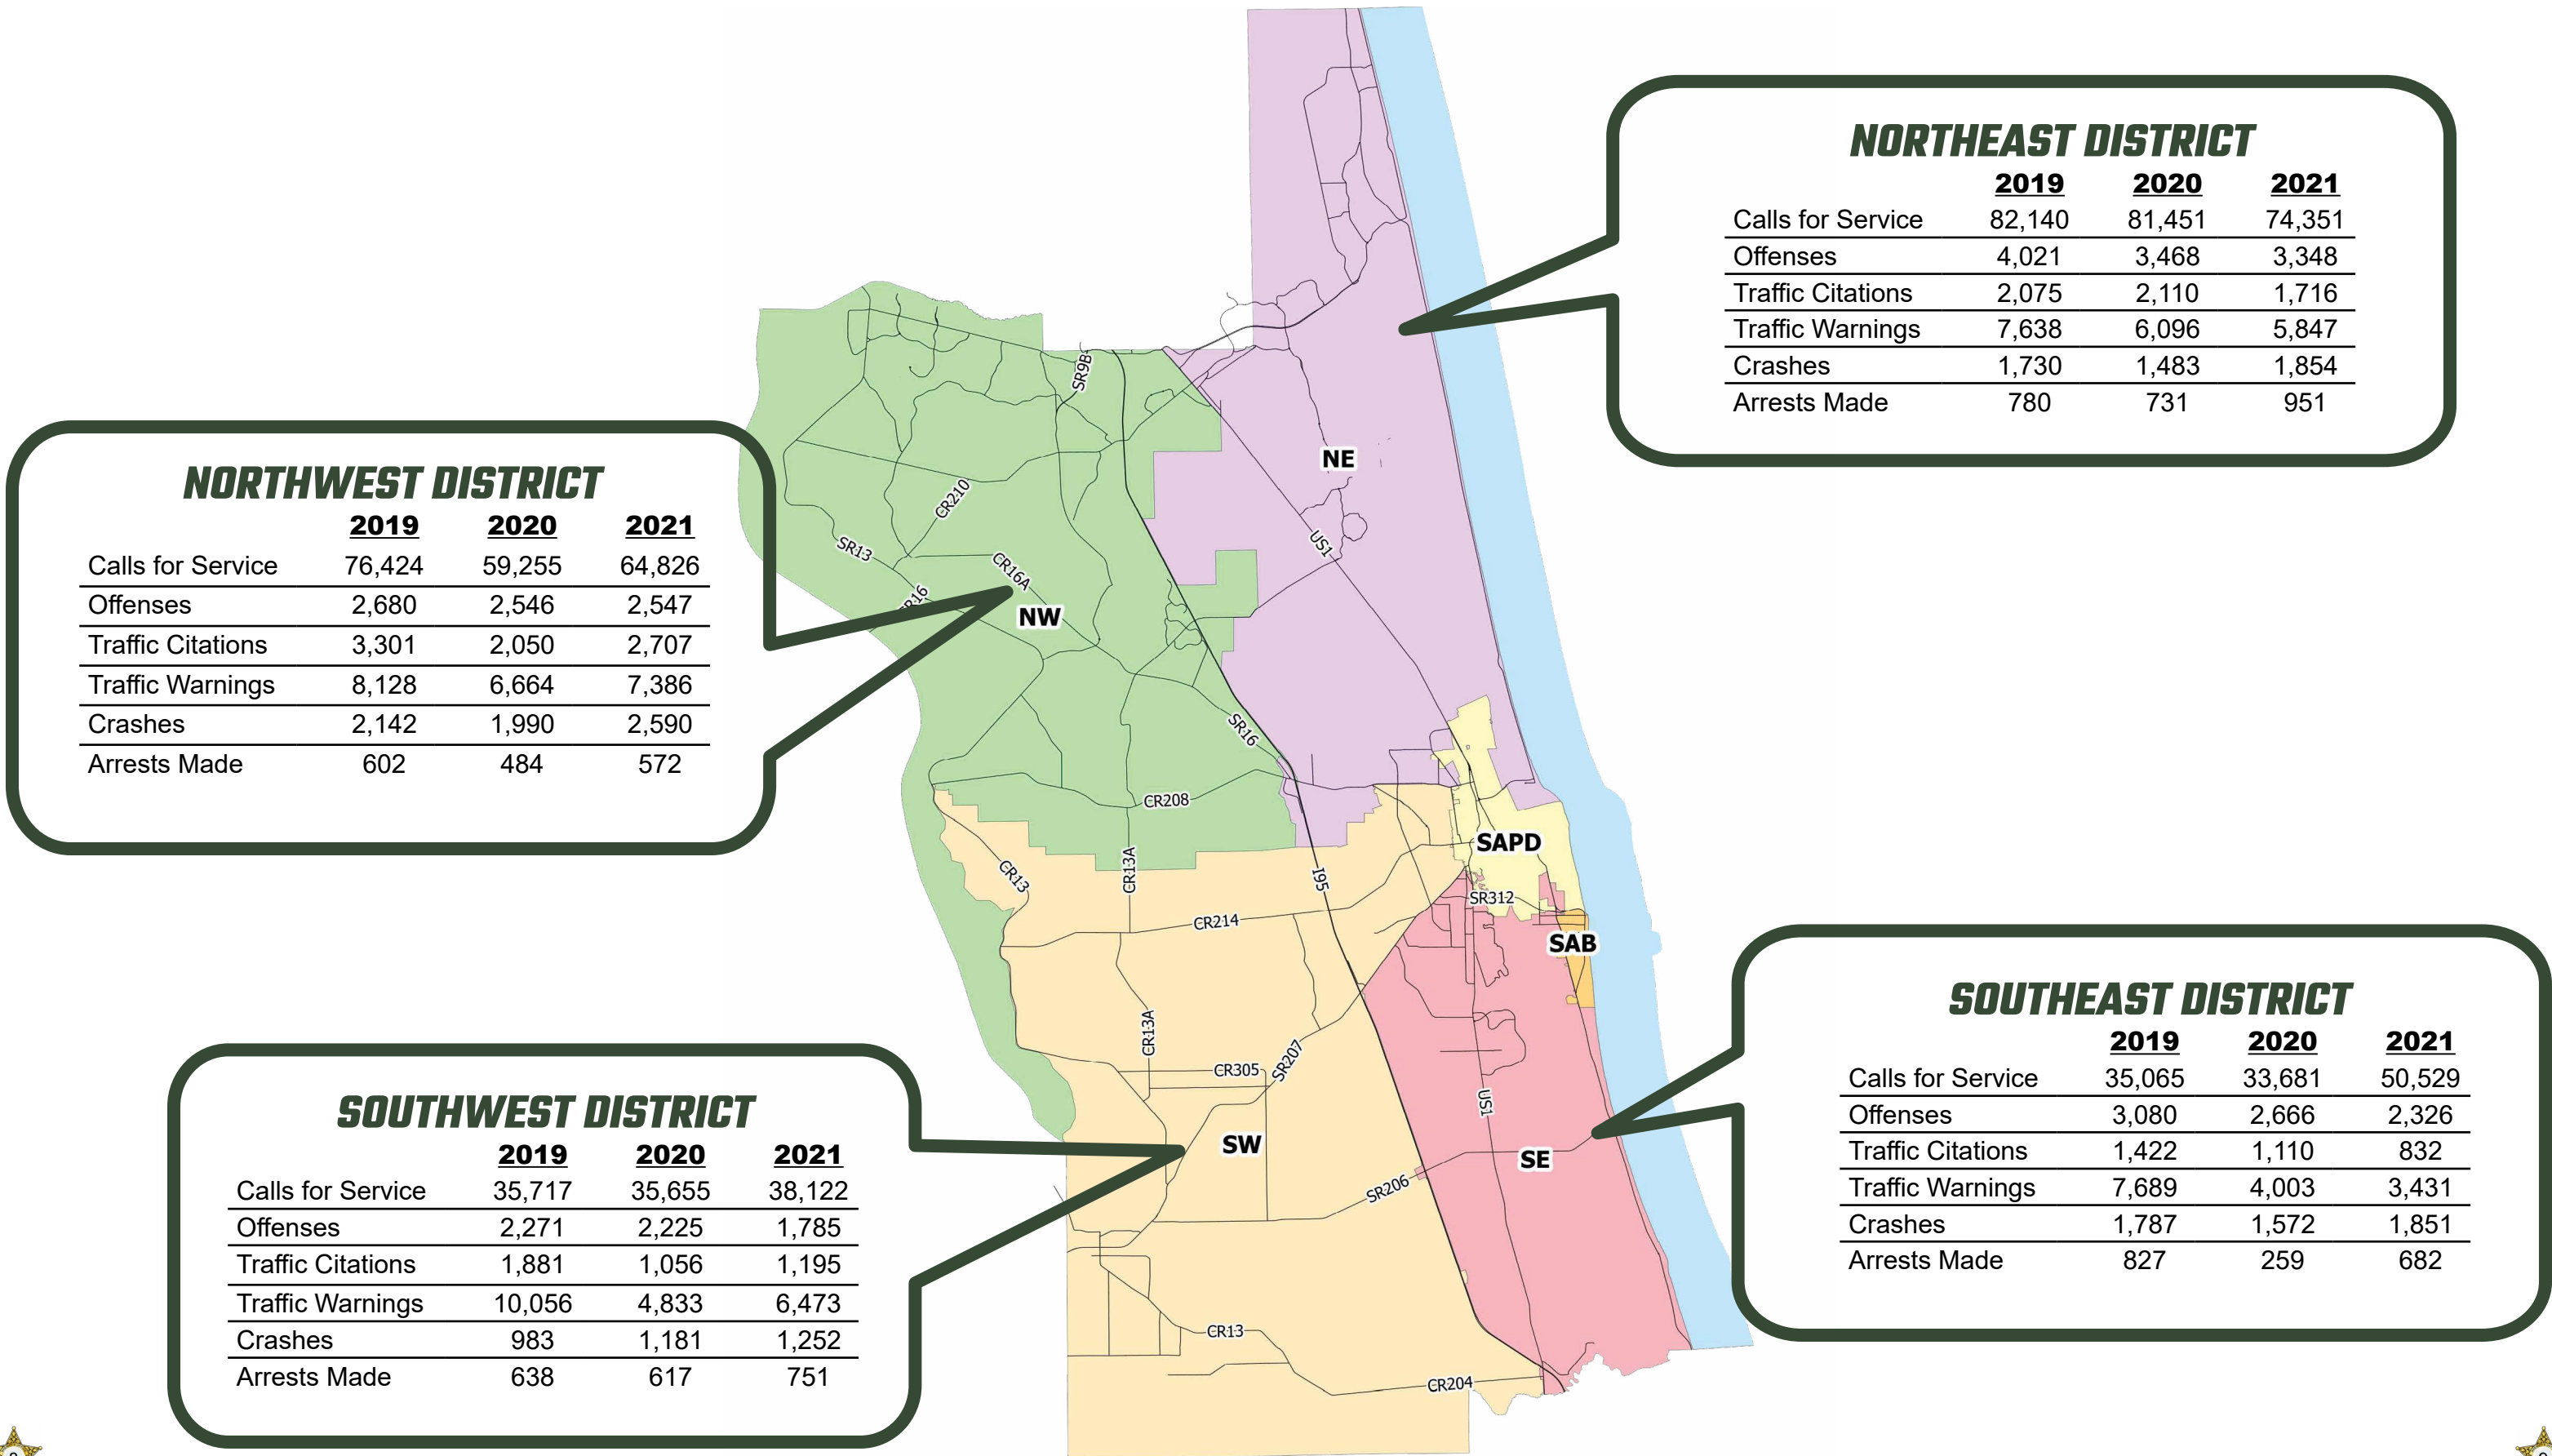 NORTHEAST DISTRICT
2019 2020 2021
Calls for Service 82,140 81,451 74,351
Offenses 4,021 3,468 3,348
Traffic Citations 2,075 2,110 1,716
Traffic Warnings 7,638 6,096 5,847
Crashes 1,730 1,483 1,854
Arrests Made 780 731 951
NORTHWEST DISTRICT
2019 2020 2021
Calls for Service 76,424 59,255 64,826
Offenses 2,680 2,546 2,547
Traffic Citations 3,301 2,050 2,707
Traffic Warnings 8,128 6,664 7,386
Crashes 2,142 1,990 2,590
Arrests Made 602 484 572
SOUTHWEST DISTRICT
2019 2020 2021
Calls for Service 35,717 35,655 38,122
Offenses 2,271 2,225 1,785
Traffic Citations 1,881 1,056 1,195
Traffic Warnings 10,056 4,833 6,473
Crashes 983 1,181 1,252
Arrests Made 638 617 751
SOUTHEAST DISTRICT
2019 2020 2021
Calls for Service 35,065 33,681 50,529
Offenses 3,080 2,666 2,326
Traffic Citations 1,422 1,110 832
Traffic Warnings 7,689 4,003 3,431
Crashes 1,787 1,572 1,851
Arrests Made 827 259 682
SR9B
NE
CR210
US1
SR13
CR16A
NW
SR16
CR208
SAPD
CR13
CR13A
I95
SR312
CR214
SAB
CR13A
SR207
CR305
US1
SW
SE
SR206
CR13
CR204